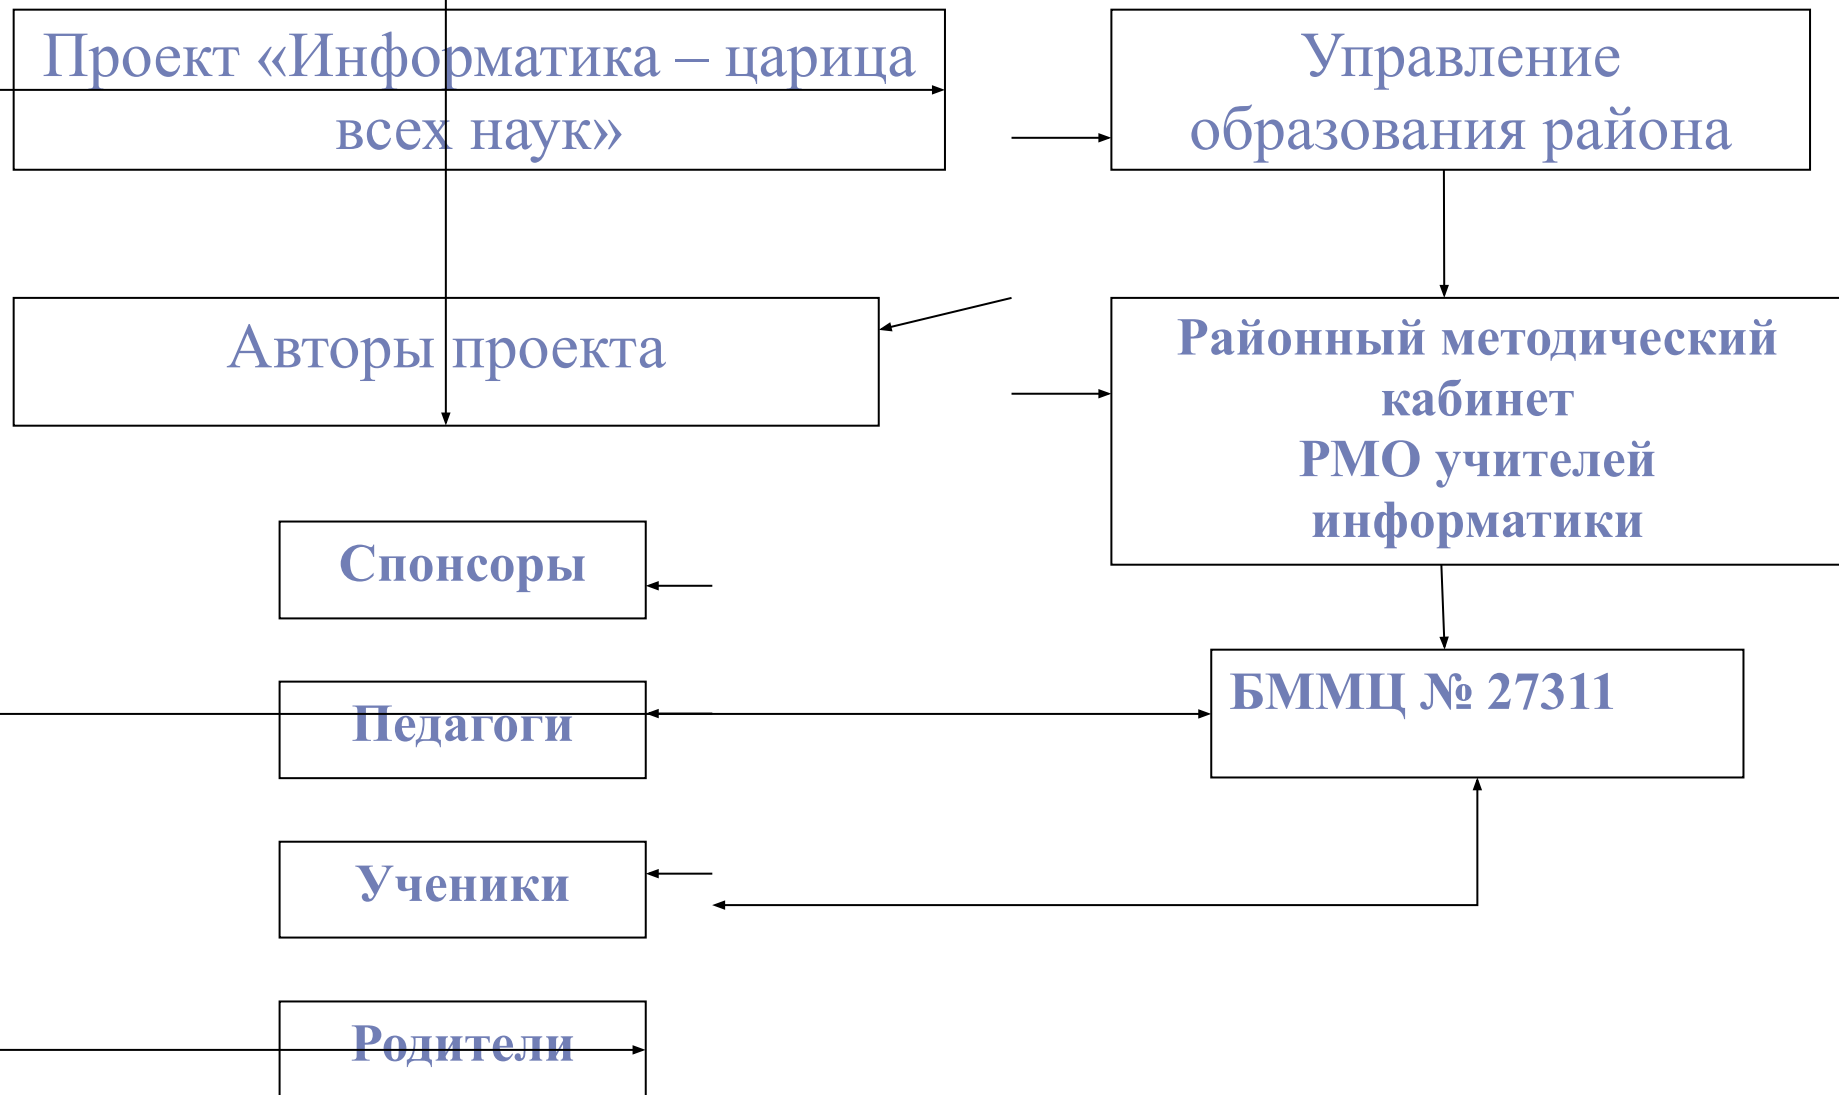 Проект «Информатика – царица
всех наук»
Управление
образования района
Авторы проекта
Районный методический
кабинет
РМО учителей
информатики
Спонсоры
БММЦ № 27311
Педагоги
Ученики
Родители